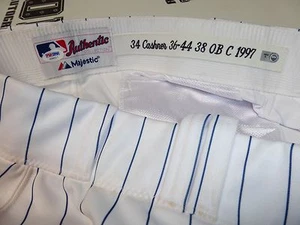 Authentic
Majestic
34 Cashner 36-44 38 OB C 1997